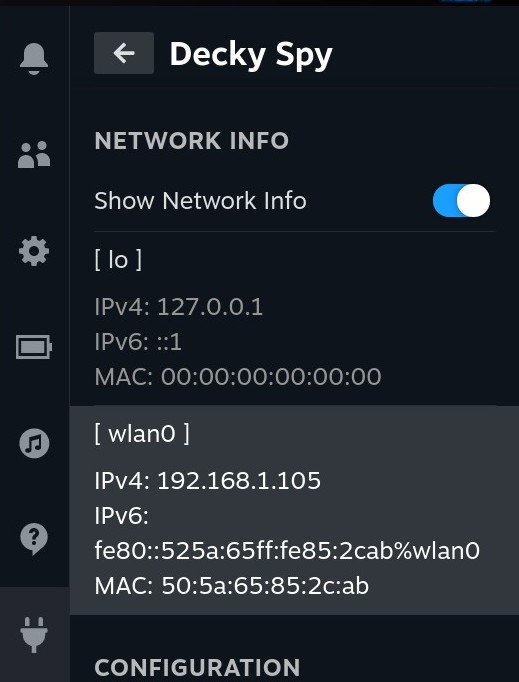 Decky Spy
NETWORK INFO
Show Network Info
[ lo ]
IPv4: 127.0.0.1
IPv6: ::1
MAC: 00:00:00:00:00:00
[ wlan0 ]
IPv4: 192.168.1.105
IPv6:
fe80::525a:65ff:fe85:2cab%wlan0
MAC: 50:5a:65:85:2c:ab
CONFIGURATION